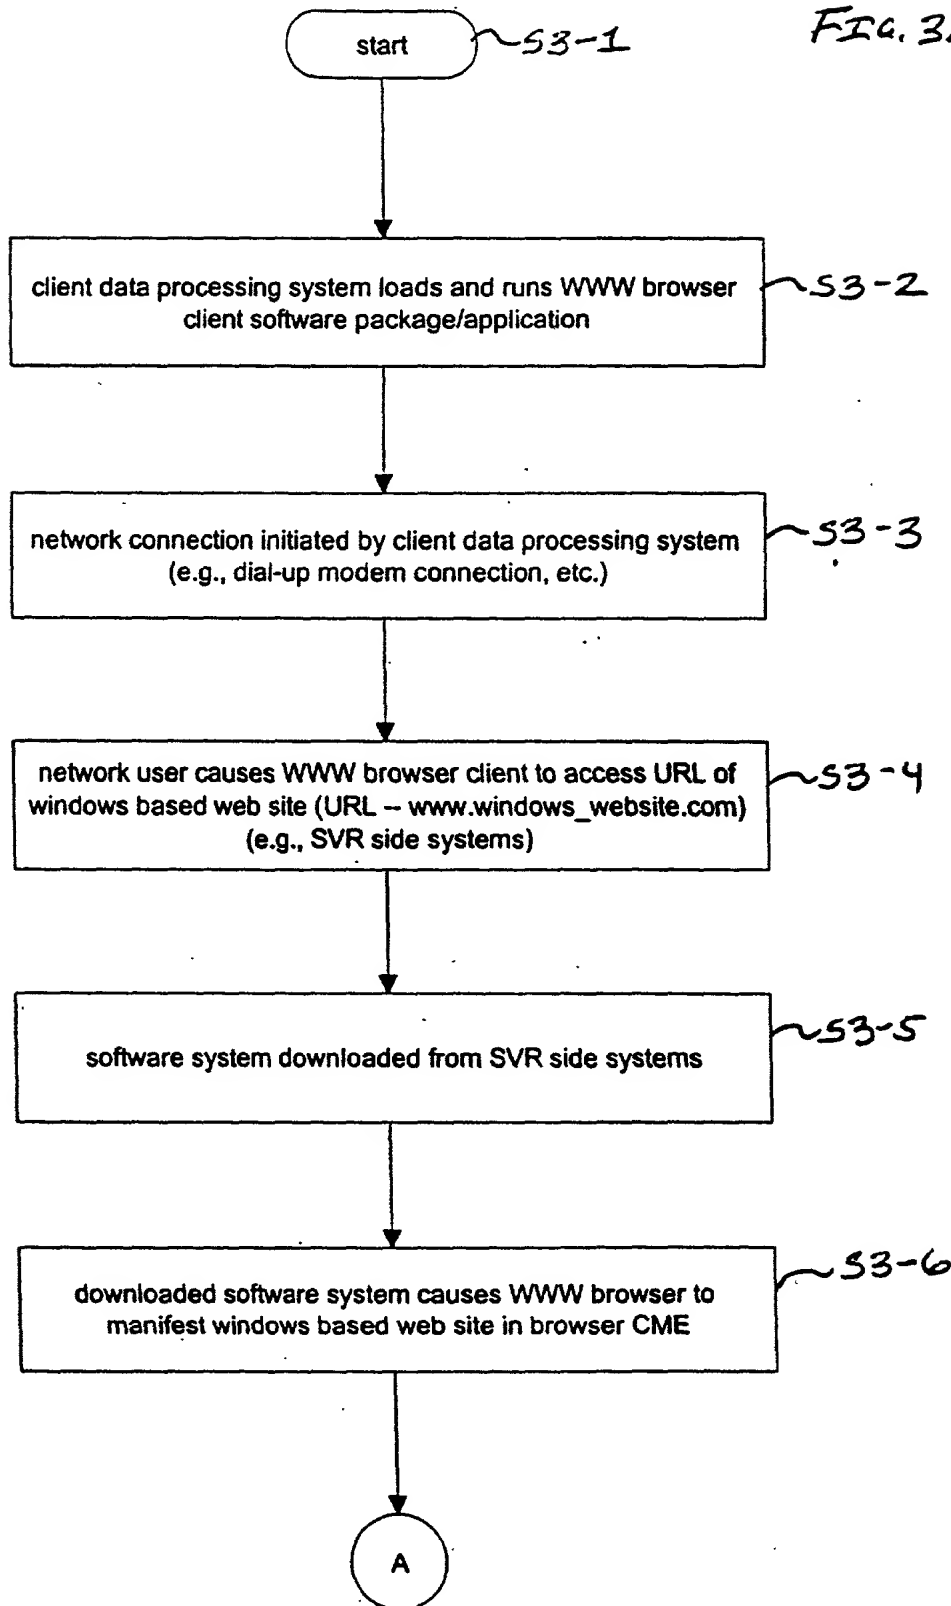 start
S3-1
FIG. 3.
client data processing system loads and runs WWW browser
client software package/application
S3-2
network connection initiated by client data processing system
(e.g., dial-up modem connection, etc.)
S3-3
network user causes WWW browser client to access URL of
windows based web site (URL – www.windows_website.com)
(e.g., SVR side systems)
S3-4
software system downloaded from SVR side systems
S3-5
downloaded software system causes WWW browser to
manifest windows based web site in browser CME
S3-6
A